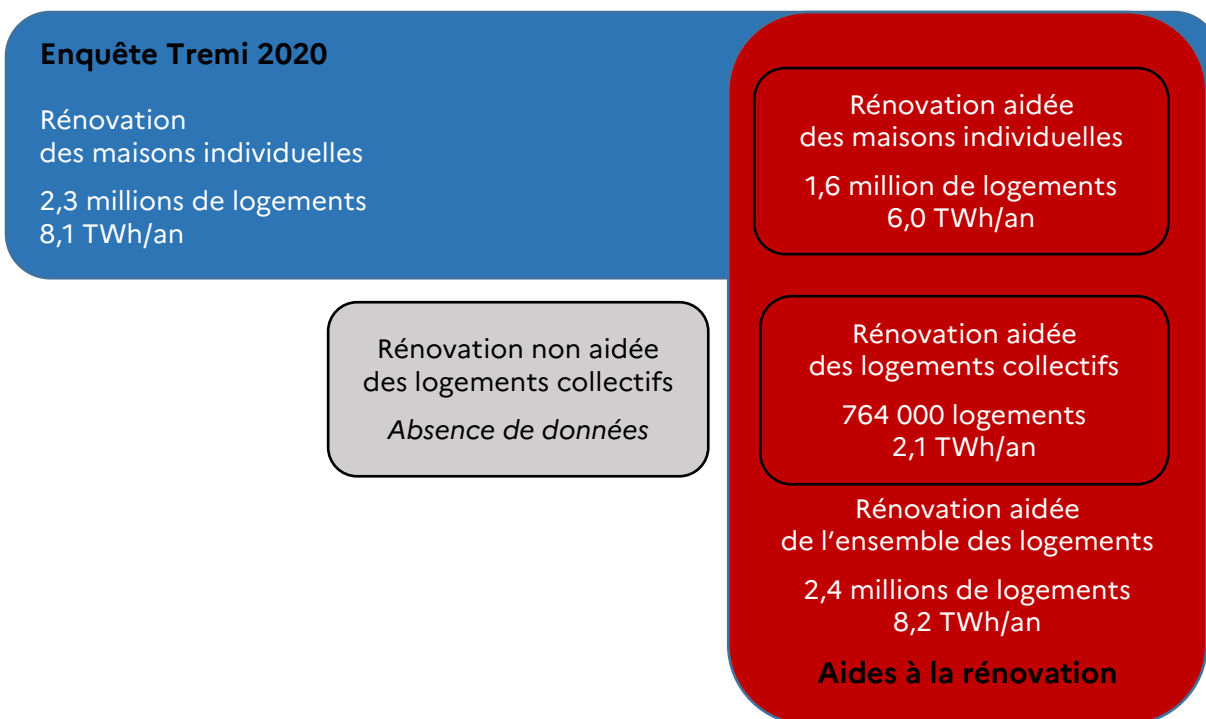 Enquête Tremi 2020
Rénovation
des maisons individuelles
2,3 millions de logements
8,1 TWh/an
Rénovation aidée
des maisons individuelles
1,6 million de logements
6,0 TWh/an
Rénovation non aidée
des logements collectifs
Absence de données
Rénovation aidée
des logements collectifs
764 000 logements
2,1 TWh/an
Rénovation aidée
de l’ensemble des logements
2,4 millions de logements
8,2 TWh/an
Aides à la rénovation